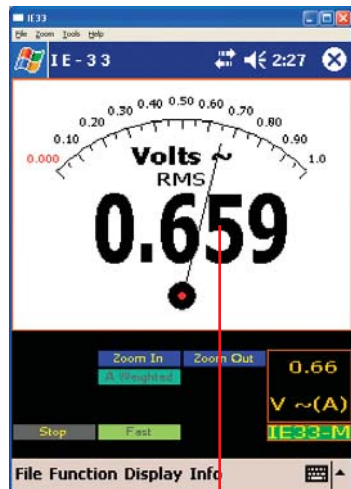 IE33
File Zoom Tools Help
IE-33 2:27
0.000 0.10 0.20 0.30 0.40 0.50 0.60 0.70 0.80 0.90 1.0
Volts ~
RMS
0.659
Zoom In Zoom Out
A Weighted
0.66
V ~(A)
Stop Fast IE33-M
File Function Display Info